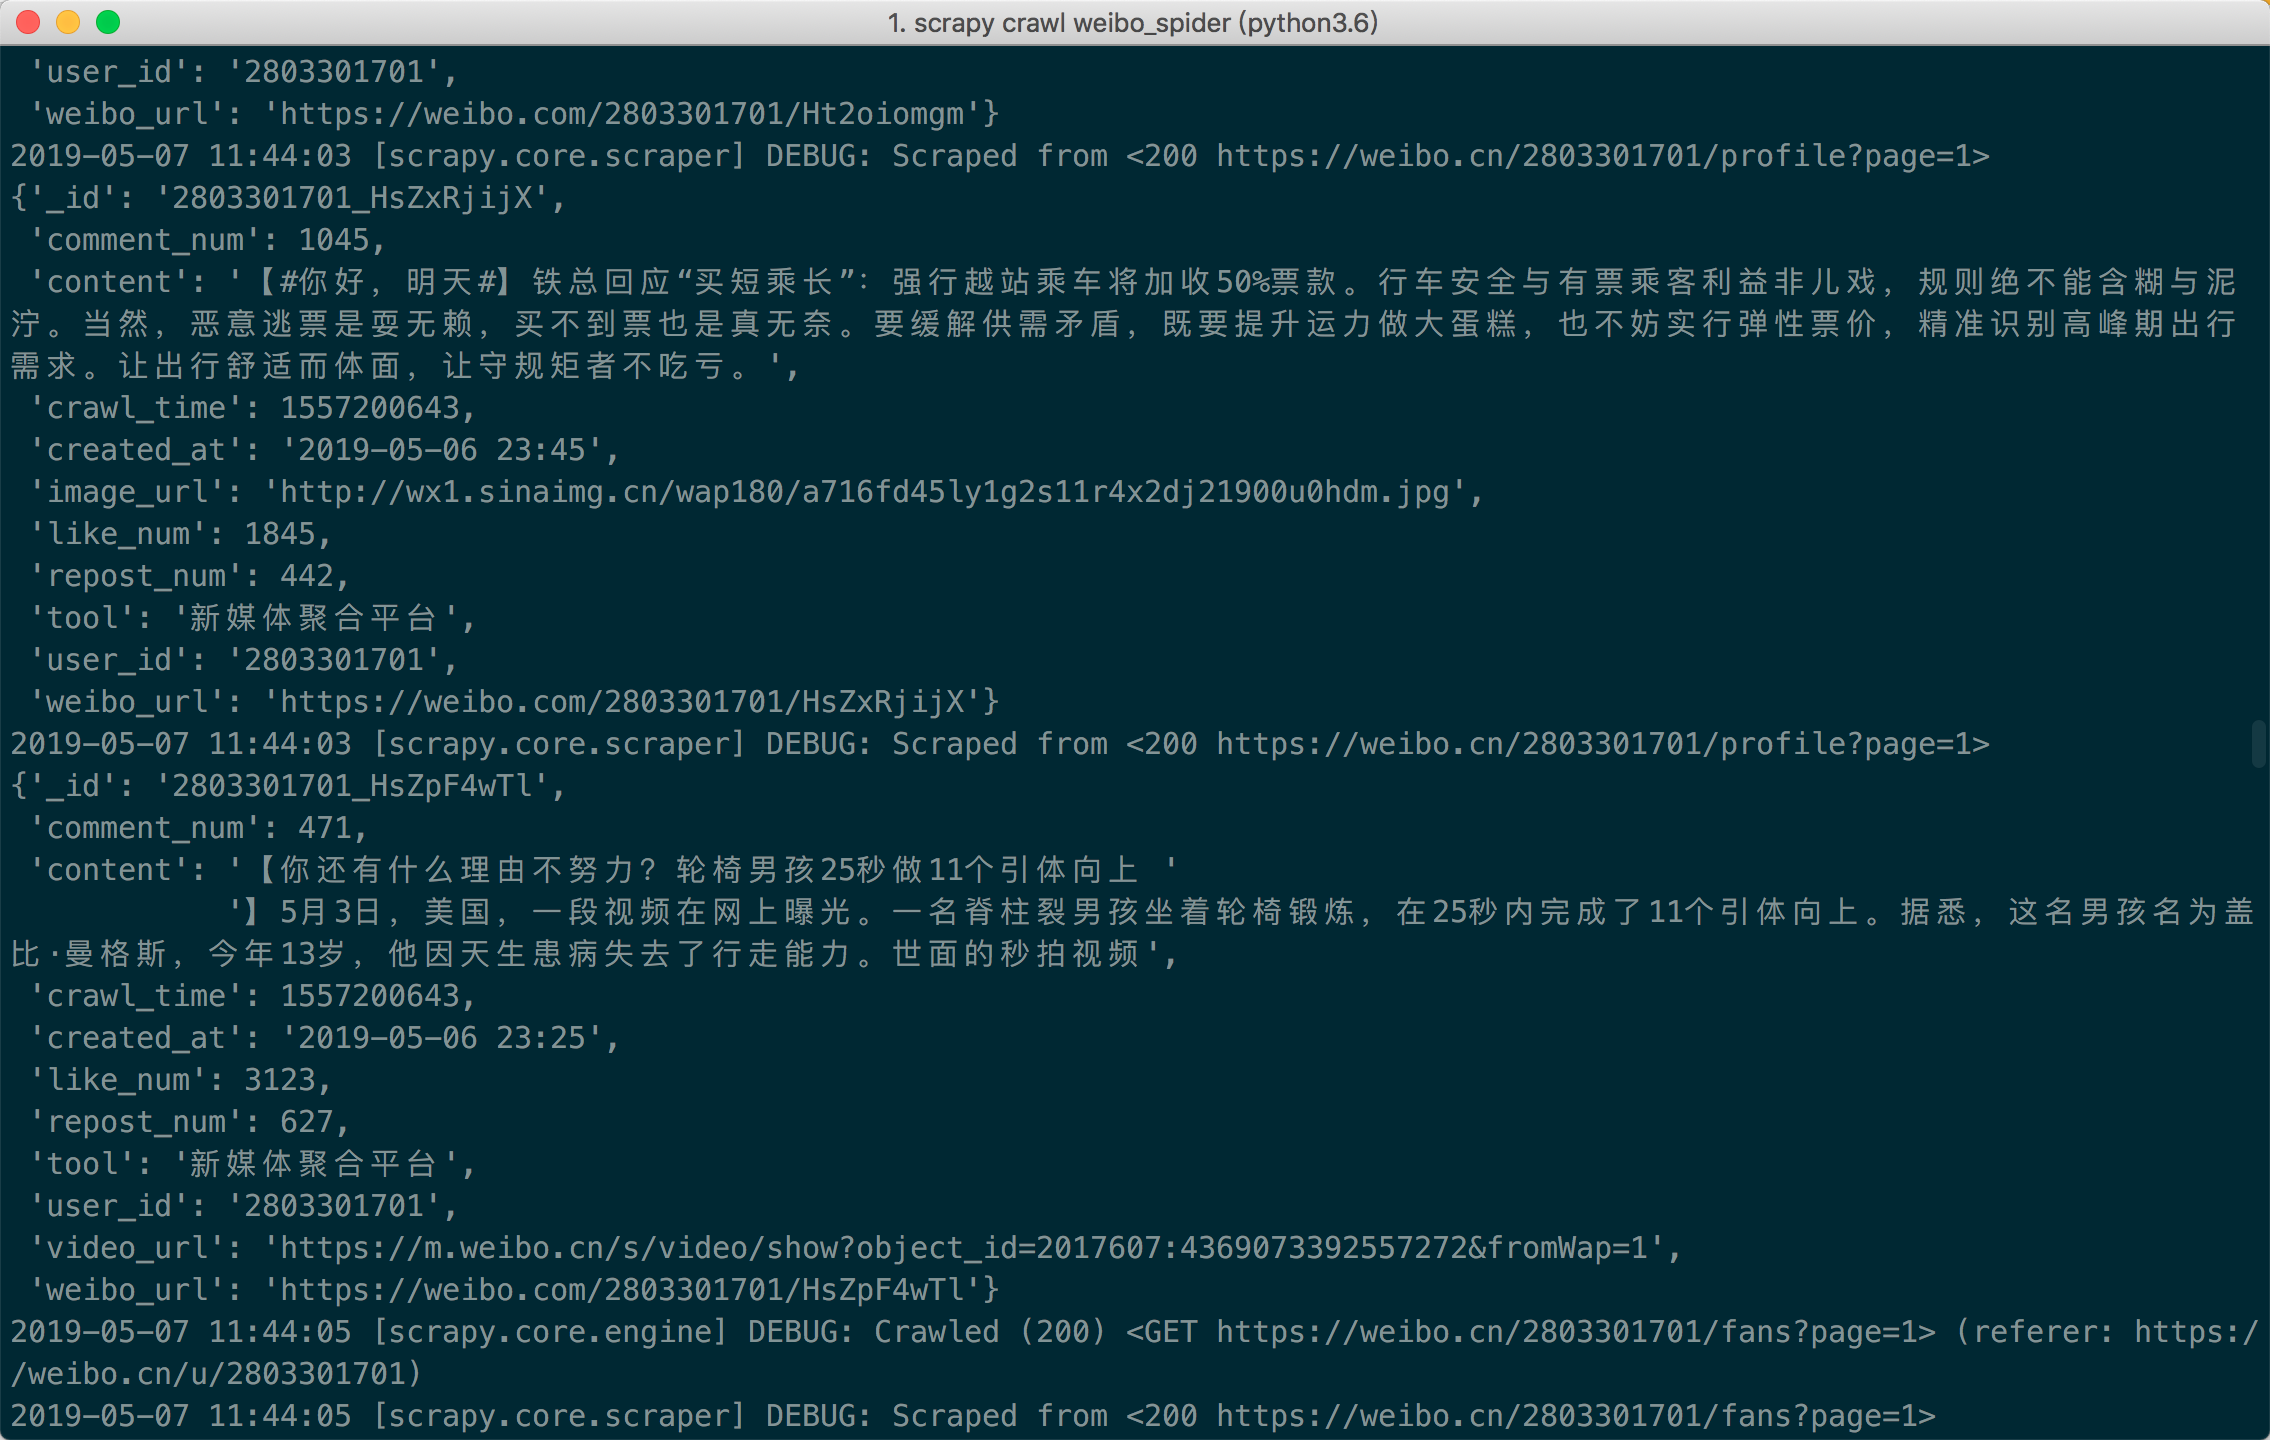 1. scrapy crawl weibo_spider (python3.6)
'user_id': '2803301701',
'weibo_url': 'https://weibo.com/2803301701/Ht2oiomgm'}
2019-05-07 11:44:03 [scrapy.core.scraper] DEBUG: Scraped from <200 https://weibo.cn/2803301701/profile?page=1>
{'_id': '2803301701_HsZxRjijX',
'comment_num': 1045,
'content': '【#你好，明天#】铁总回应“买短乘长”：强行越站乘车将加收50%票款。行车安全与有票乘客利益非儿戏，规则绝不能含糊与泥
泞。当然，恶意逃票是耍无赖，买不到票也是真无奈。要缓解供需矛盾，既要提升运力做大蛋糕，也不妨实行弹性票价，精准识别高峰期出行
需求。让出行舒适而体面，让守规矩者不吃亏。',
'crawl_time': 1557200643,
'created_at': '2019-05-06 23:45',
'image_url': 'http://wx1.sinaimg.cn/wap180/a716fd45ly1g2s11r4x2dj21900u0hdm.jpg',
'like_num': 1845,
'repost_num': 442,
'tool': '新媒体聚合平台',
'user_id': '2803301701',
'weibo_url': 'https://weibo.com/2803301701/HsZxRjijX'}
2019-05-07 11:44:03 [scrapy.core.scraper] DEBUG: Scraped from <200 https://weibo.cn/2803301701/profile?page=1>
{'_id': '2803301701_HsZpF4wTl',
'comment_num': 471,
'content': '【你还有什么理由不努力？轮椅男孩25秒做11个引体向上 '
'】5月3日，美国，一段视频在网上曝光。一名脊柱裂男孩坐着轮椅锻炼，在25秒内完成了11个引体向上。据悉，这名男孩名为盖
比·曼格斯，今年13岁，他因天生患病失去了行走能力。世面的秒拍视频',
'crawl_time': 1557200643,
'created_at': '2019-05-06 23:25',
'like_num': 3123,
'repost_num': 627,
'tool': '新媒体聚合平台',
'user_id': '2803301701',
'video_url': 'https://m.weibo.cn/s/video/show?object_id=2017607:4369073392557272&fromWap=1',
'weibo_url': 'https://weibo.com/2803301701/HsZpF4wTl'}
2019-05-07 11:44:05 [scrapy.core.engine] DEBUG: Crawled (200) <GET https://weibo.cn/2803301701/fans?page=1> (referer: https:/
/weibo.cn/u/2803301701)
2019-05-07 11:44:05 [scrapy.core.scraper] DEBUG: Scraped from <200 https://weibo.cn/2803301701/fans?page=1>